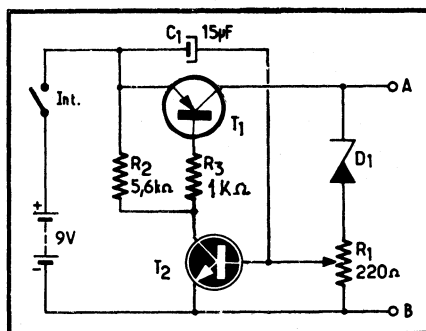 C1 15µF
Int.
A
T1
D1
R2
5,6kΩ
R3
1KΩ
+
9V
-
T2
R1
220Ω
B